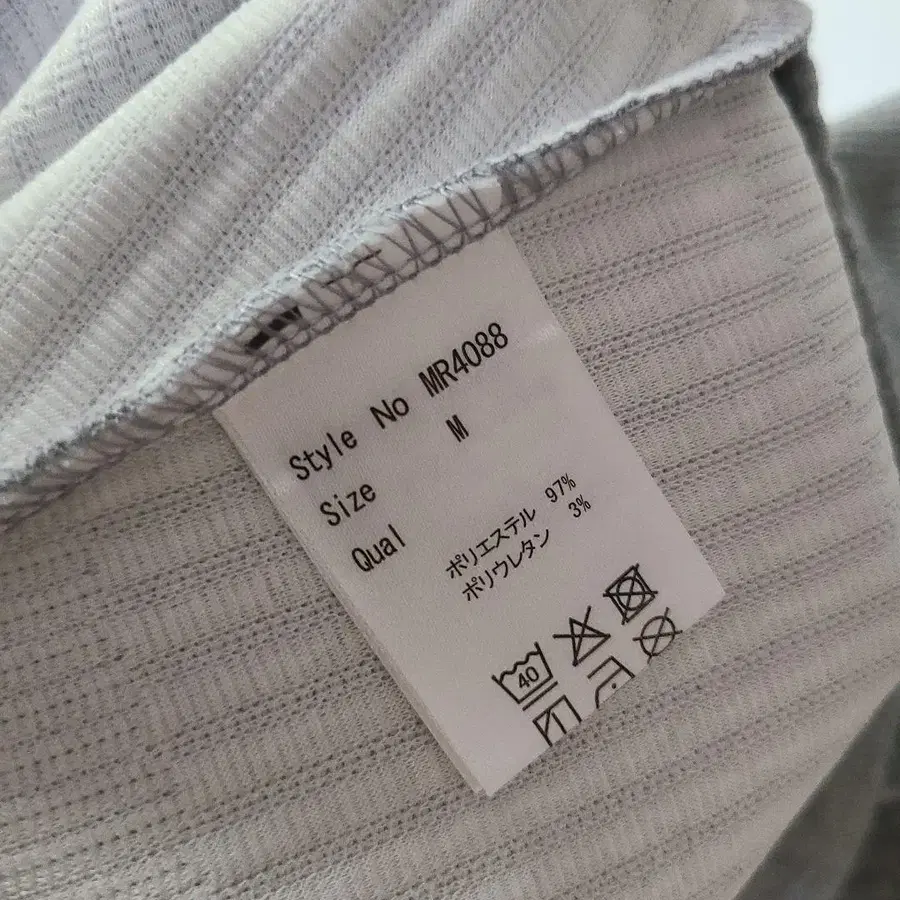 Style No MR4088
Size M
Qual
ポリエステル 97%
ポリウレタン 3%
40